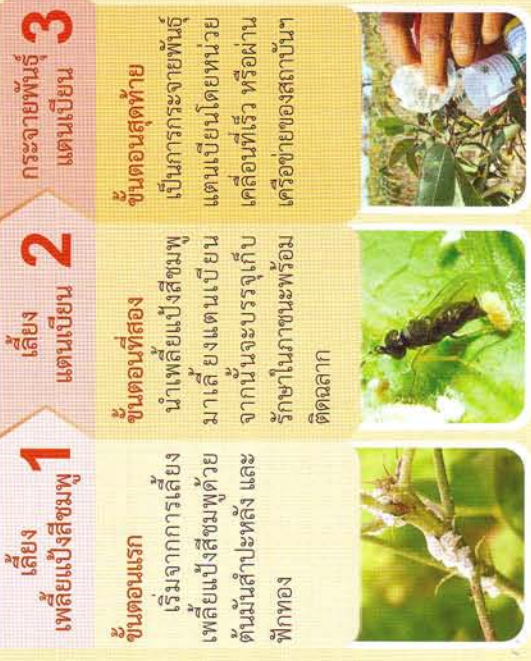 เลี้ยง
เพลี้ยแป้งสีชมพู 1
ขั้นตอนแรก
เริ่มจากการเลี้ยง
เพลี้ยแป้งสีชมพูด้วย
ต้นมันสำปะหลัง และ
ฟักทอง
เลี้ยง
แตนเบียน 2
ขั้นตอนที่สอง
นำเพลี้ยแป้งสีชมพู
มาเลี้ยงแตนเบียน
จากนั้นจะบรรจุเก็บ
รักษาในภาชนะพร้อม
ติดฉลาก
กระจายพันธุ์
แตนเบียน 3
ขั้นตอนสุดท้าย
เป็นการกระจายพันธุ์
แตนเบียนโดยหน่วย
เคลื่อนที่เร็ว หรือผ่าน
เครือข่ายของสถาบันฯ